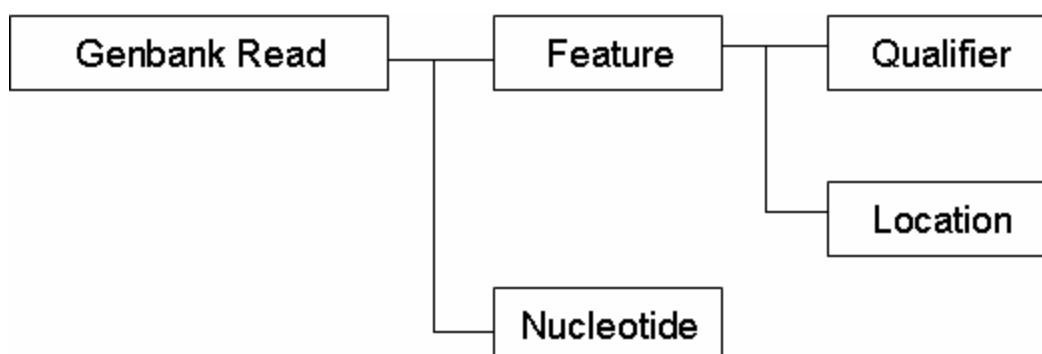 Genbank Read
Feature
Qualifier
Location
Nucleotide